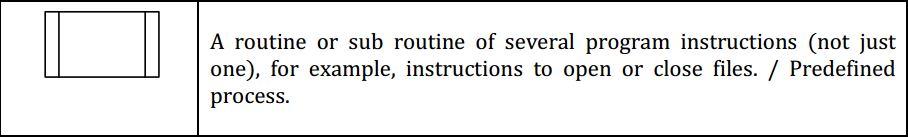 A routine or sub routine of several program instructions (not just
one), for example, instructions to open or close files. / Predefined
process.